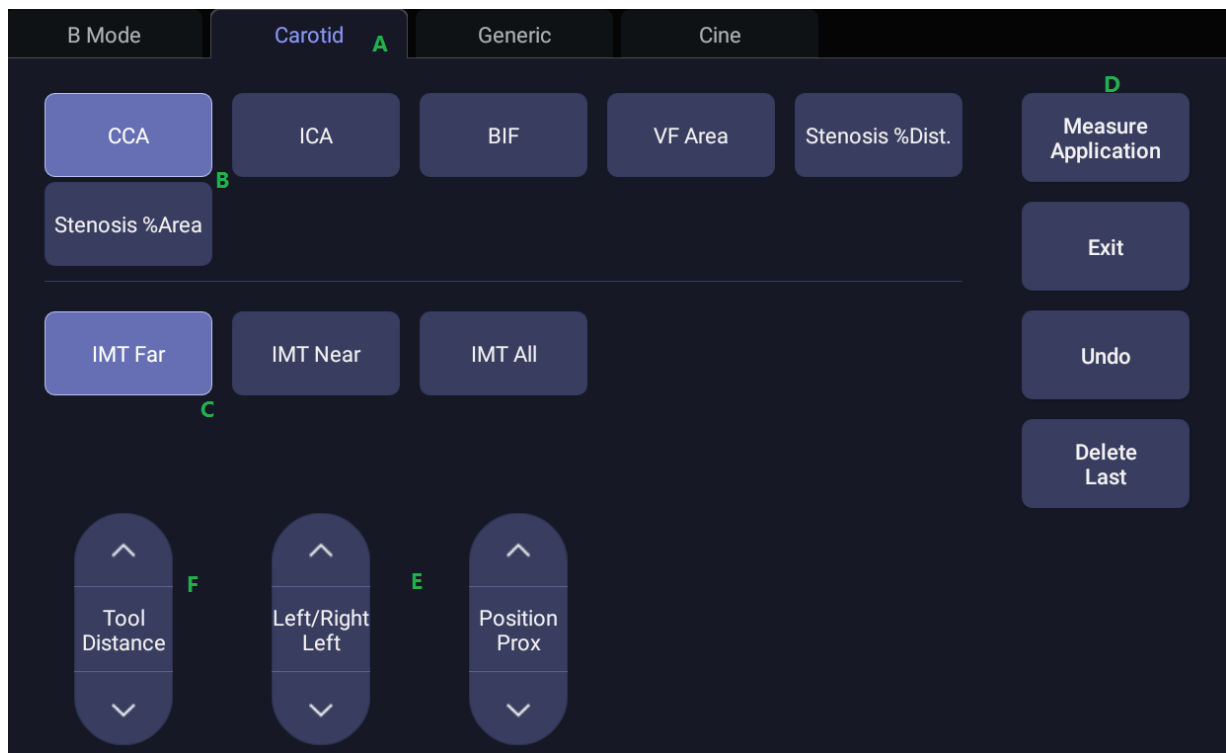 B Mode
Carotid
A
Generic
Cine
D
CCA
ICA
BIF
VF Area
Stenosis %Dist.
Measure
Application
B
Stenosis %Area
Exit
IMT Far
IMT Near
IMT All
Undo
C
Delete
Last
F
E
Tool
Distance
Left/Right
Left
Position
Prox